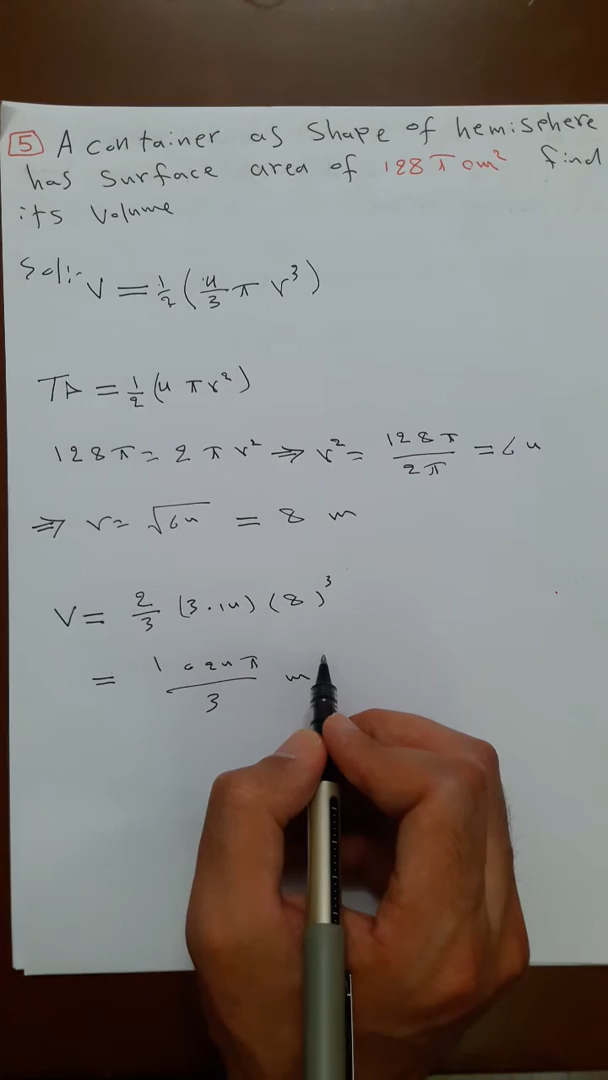 5 A container as shape of hemisphere
has surface area of 128π cm² find
its volume
Sol:- V = 1/2 (4/3 π r³)
TA = 1/2 (4 π r²)
128π = 2 π r² ⇒ r² = 128π/2π = 64
⇒ r = √64 = 8 m
V = 2/3 (3.14) (8)³
= 1024π/3 m